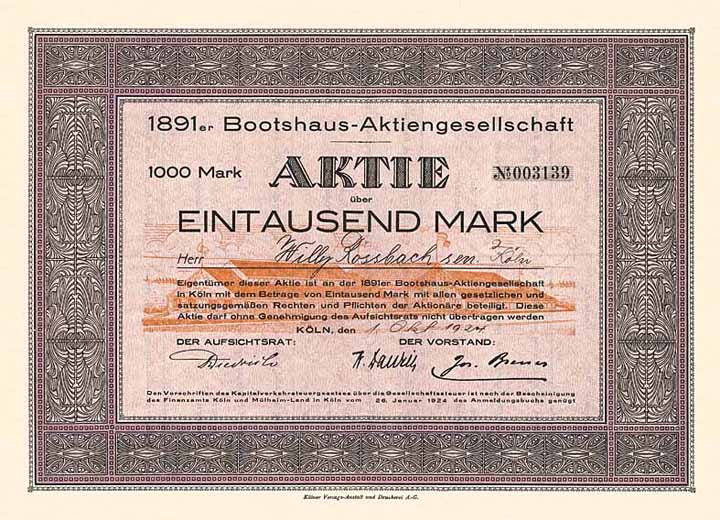 1891er Bootshaus-Aktiengesellschaft
1000 Mark AKTIE № 003139
über
EINTAUSEND MARK
Herr Willy Rossbach sen. Köln
Eigentümer dieser Aktie ist an der 1891er Bootshaus-Aktiengesellschaft
in Köln mit dem Betrage von Eintausend Mark mit allen gesetzlichen und
satzungsgemäßen Rechten und Pflichten der Aktionäre beteiligt. Diese
Aktie darf ohne Genehmigung des Aufsichtsrats nicht übertragen werden
KÖLN, den 1. Okt. 1924
DER AUFSICHTSRAT: DER VORSTAND:
Den Vorschriften des Kapitalverkehrsteuergesetzes über die Gesellschaftsteuer ist nach der Bescheinigung
des Finanzamts Köln und Mülheim-Land in Köln vom 26. Januar 1924 des Anmeldungsbuchs genügt
Kölner Verlags-Anstalt und Druckerei A.-G.